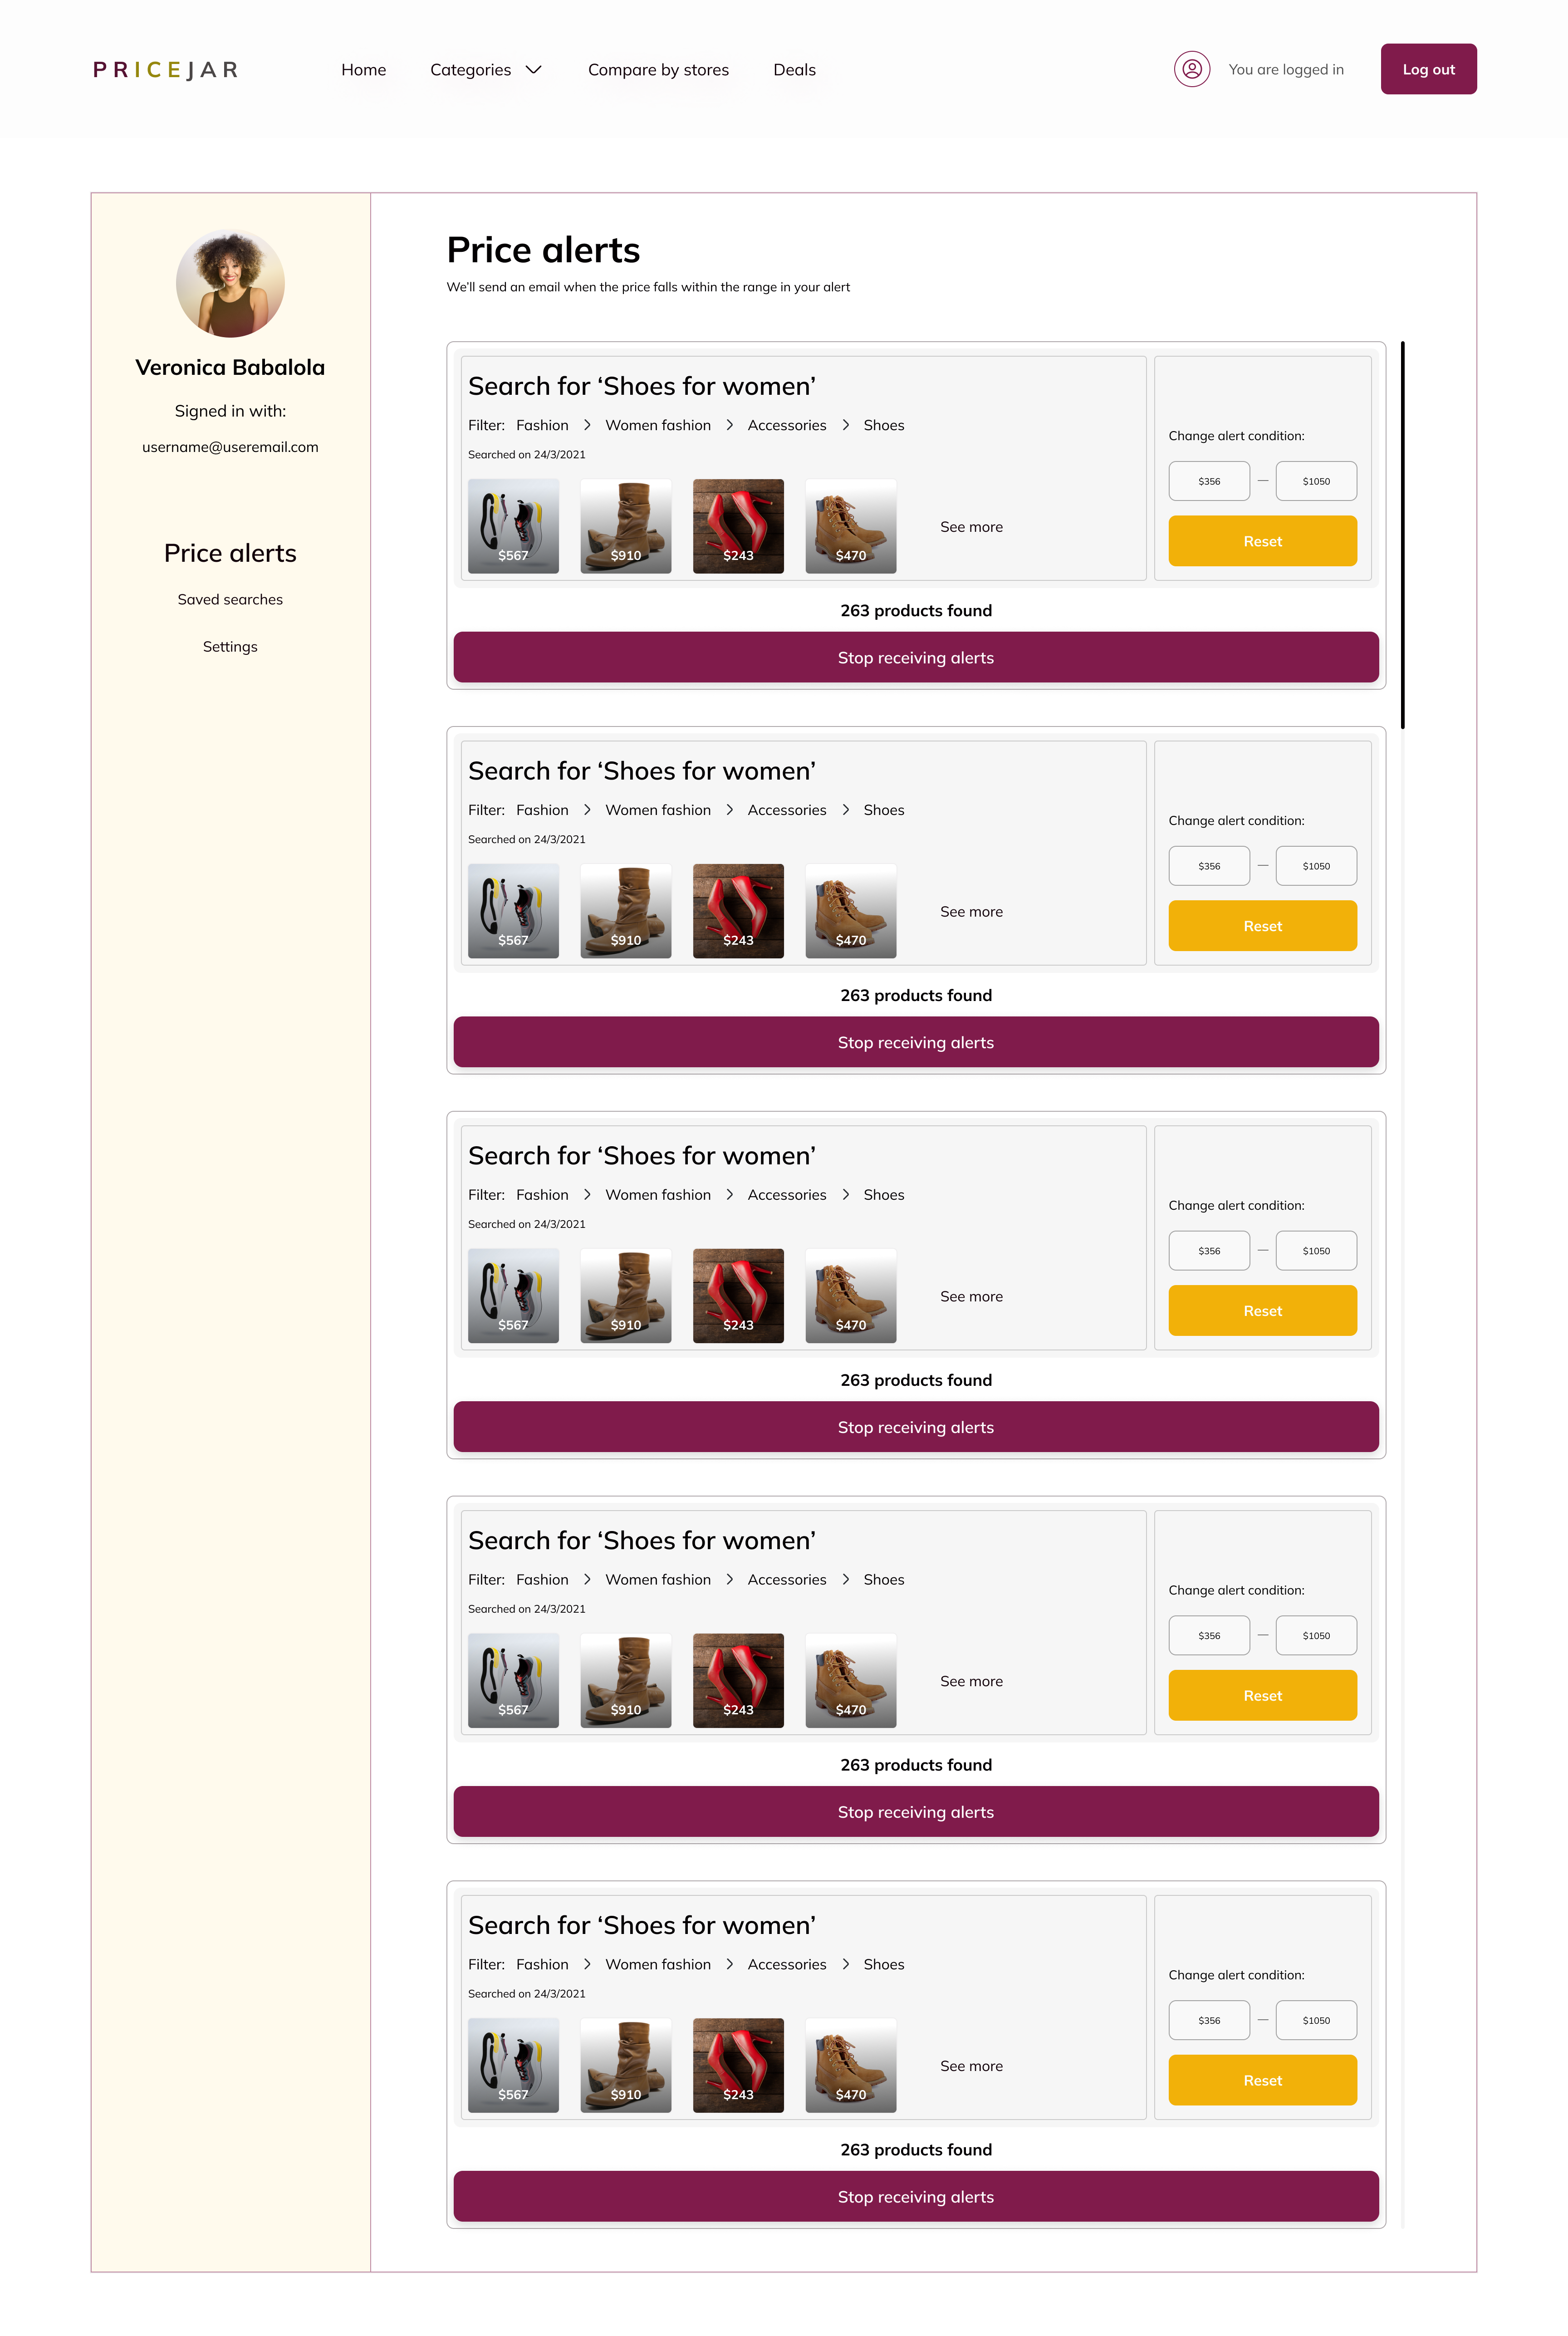 PRICEJAR
Home
Categories
Compare by stores
Deals
You are logged in
Log out
Veronica Babalola
Signed in with:
username@useremail.com
Price alerts
Saved searches
Settings
Price alerts
We’ll send an email when the price falls within the range in your alert
Search for ‘Shoes for women’
Filter: Fashion > Women fashion > Accessories > Shoes
Searched on 24/3/2021
$567 $910 $243 $470
See more
Change alert condition:
$356 — $1050
Reset
263 products found
Stop receiving alerts
Search for ‘Shoes for women’
Filter: Fashion > Women fashion > Accessories > Shoes
Searched on 24/3/2021
$567 $910 $243 $470
See more
Change alert condition:
$356 — $1050
Reset
263 products found
Stop receiving alerts
Search for ‘Shoes for women’
Filter: Fashion > Women fashion > Accessories > Shoes
Searched on 24/3/2021
$567 $910 $243 $470
See more
Change alert condition:
$356 — $1050
Reset
263 products found
Stop receiving alerts
Search for ‘Shoes for women’
Filter: Fashion > Women fashion > Accessories > Shoes
Searched on 24/3/2021
$567 $910 $243 $470
See more
Change alert condition:
$356 — $1050
Reset
263 products found
Stop receiving alerts
Search for ‘Shoes for women’
Filter: Fashion > Women fashion > Accessories > Shoes
Searched on 24/3/2021
$567 $910 $243 $470
See more
Change alert condition:
$356 — $1050
Reset
263 products found
Stop receiving alerts